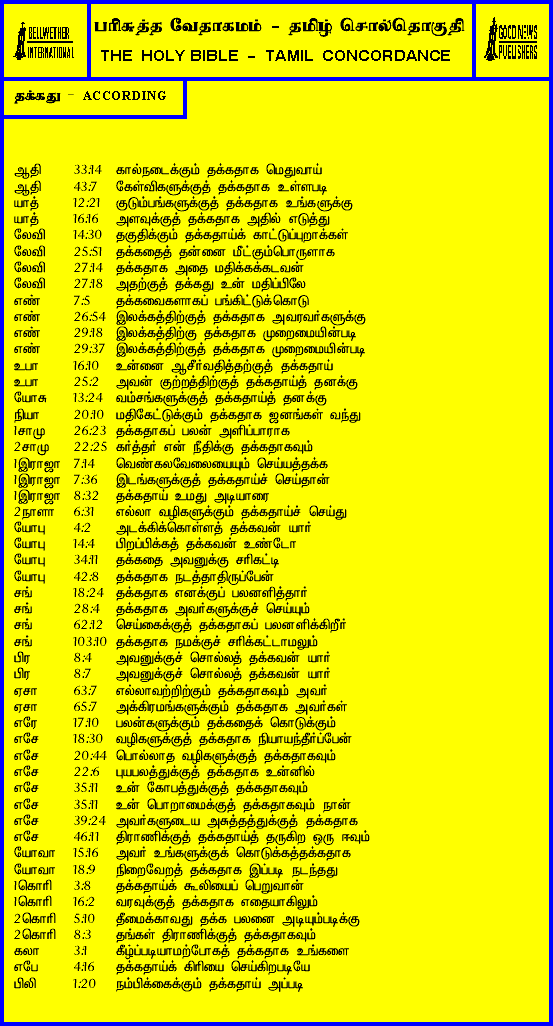 BELLWETHER
INTERNATIONAL
பரிசுத்த வேதாகமம் - தமிழ் சொல்தொகுதி
THE HOLY BIBLE - TAMIL CONCORDANCE
GOOD NEWS
PUBLISHERS
தக்கது - ACCORDING
ஆதி 33:14 கால்நடைக்கும் தக்கதாக மெதுவாய்
ஆதி 43:7 கேள்விகளுக்குத் தக்கதாக உள்ளபடி
யாத் 12:21 குடும்பங்களுக்குத் தக்கதாக உங்களுக்கு
யாத் 16:16 அளவுக்குத் தக்கதாக அதில் எடுத்து
லேவி 14:30 தகுதிக்கும் தக்கதாய்க் காட்டுப்புறாக்கள்
லேவி 25:51 தக்கதைத் தன்னை மீட்கும்பொருளாக
லேவி 27:14 தக்கதாக அதை மதிக்கக்கடவன்
லேவி 27:18 அதற்குத் தக்கது உன் மதிப்பிலே
எண் 7:5 தக்கவைகளாகப் பங்கிட்டுக்கொடு
எண் 26:54 இலக்கத்திற்குத் தக்கதாக அவரவர்களுக்கு
எண் 29:18 இலக்கத்திற்கு தக்கதாக முறைமையின்படி
எண் 29:37 இலக்கத்திற்குத் தக்கதாக முறைமையின்படி
உபா 16:10 உன்னை ஆசீர்வதித்தற்குத் தக்கதாய்
உபா 25:2 அவன் குற்றத்திற்குத் தக்கதாய்த் தனக்கு
யோசு 13:24 வம்சங்களுக்குத் தக்கதாய்த் தனக்கு
நியா 20:10 மதிகேட்டுக்கும் தக்கதாக ஜனங்கள் வந்து
1சாமு 26:23 தக்கதாகப் பலன் அளிப்பாராக
2சாமு 22:25 கர்த்தர் என் நீதிக்கு தக்கதாகவும்
1இராஜா 7:14 வெண்கலவேலையையும் செய்யத்தக்க
1இராஜா 7:36 இடங்களுக்குத் தக்கதாய்ச் செய்தான்
1இராஜா 8:32 தக்கதாய் உமது அடியாரை
2நாளா 6:31 எல்லா வழிகளுக்கும் தக்கதாய்ச் செய்து
யோபு 4:2 அடக்கிக்கொள்ளத் தக்கவன் யார்
யோபு 14:4 பிறப்பிக்கத் தக்கவன் உண்டோ
யோபு 34:11 தக்கதை அவனுக்கு சரிகட்டி
யோபு 42:8 தக்கதாக நடத்தாதிருப்பேன்
சங் 18:24 தக்கதாக எனக்குப் பலனளித்தார்
சங் 28:4 தக்கதாக அவர்களுக்குச் செய்யும்
சங் 62:12 செய்கைக்குத் தக்கதாகப் பலனளிக்கிறீர்
சங் 103:10 தக்கதாக நமக்குச் சரிக்கட்டாமலும்
பிர 8:4 அவனுக்குச் சொல்லத் தக்கவன் யார்
பிர 8:7 அவனுக்குச் சொல்லத் தக்கவன் யார்
ஏசா 63:7 எல்லாவற்றிற்கும் தக்கதாகவும் அவர்
ஏசா 65:7 அக்கிரமங்களுக்கும் தக்கதாக அவர்கள்
எரே 17:10 பலன்களுக்கும் தக்கதைக் கொடுக்கும்
எசே 18:30 வழிகளுக்குத் தக்கதாக நியாயந்தீர்ப்பேன்
எசே 20:44 பொல்லாத வழிகளுக்குத் தக்கதாகவும்
எசே 22:6 புயபலத்துக்குத் தக்கதாக உன்னில்
எசே 35:11 உன் கோபத்துக்குத் தக்கதாகவும்
எசே 35:11 உன் பொறாமைக்குத் தக்கதாகவும் நான்
எசே 39:24 அவர்களுடைய அசுத்தத்துக்குத் தக்கதாக
எசே 46:11 திராணிக்குத் தக்கதாய்த் தருகிற ஒரு ஈவும்
யோவா 15:16 அவர் உங்களுக்குக் கொடுக்கத்தக்கதாக
யோவா 18:9 நிறைவேறத் தக்கதாக இப்படி நடந்தது
1கொரி 3:8 தக்கதாய்க் கூலியைப் பெறுவான்
1கொரி 16:2 வரவுக்குத் தக்கதாக எதையாகிலும்
2கொரி 5:10 தீமைக்காவது தக்க பலனை அடியும்படிக்கு
2கொரி 8:3 தங்கள் திராணிக்குத் தக்கதாகவும்
கலா 3:1 கீழ்ப்படியாமற்போகத் தக்கதாக உங்களை
எபே 4:16 தக்கதாய்க் கிரியை செய்கிறபடியே
பிலி 1:20 நம்பிக்கைக்கும் தக்கதாய் அப்படி